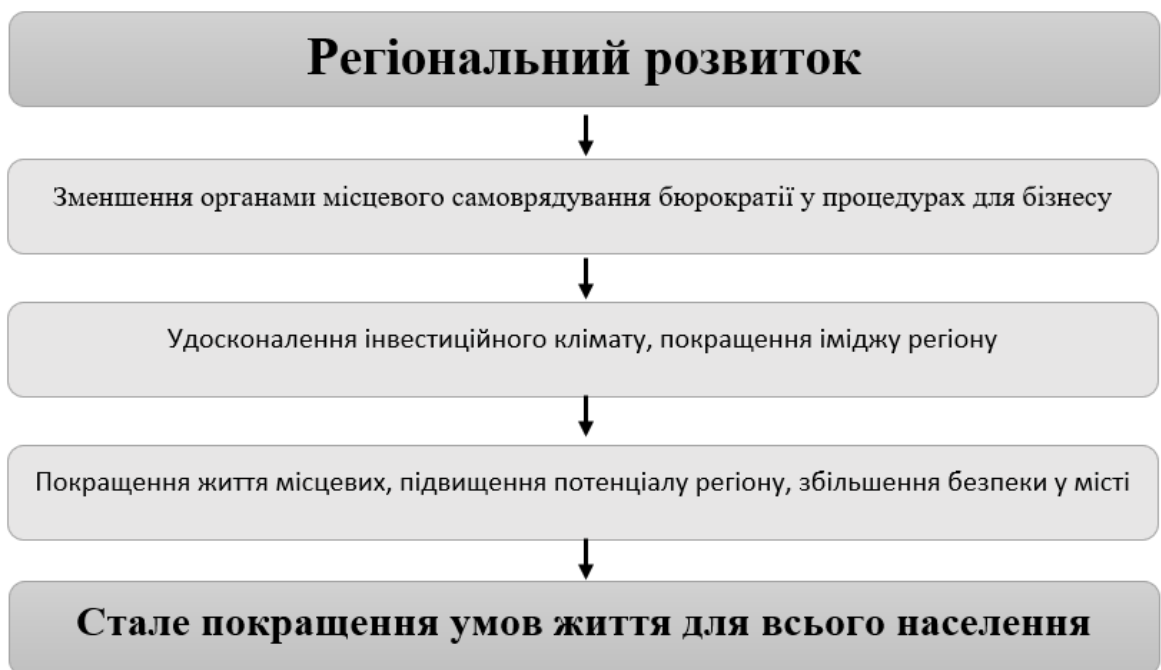 Регіональний розвиток
Зменшення органами місцевого самоврядування бюрократії у процедурах для бізнесу
Удосконалення інвестиційного клімату, покращення іміджу регіону
Покращення життя місцевих, підвищення потенціалу регіону, збільшення безпеки у місті
Стале покращення умов життя для всього населення